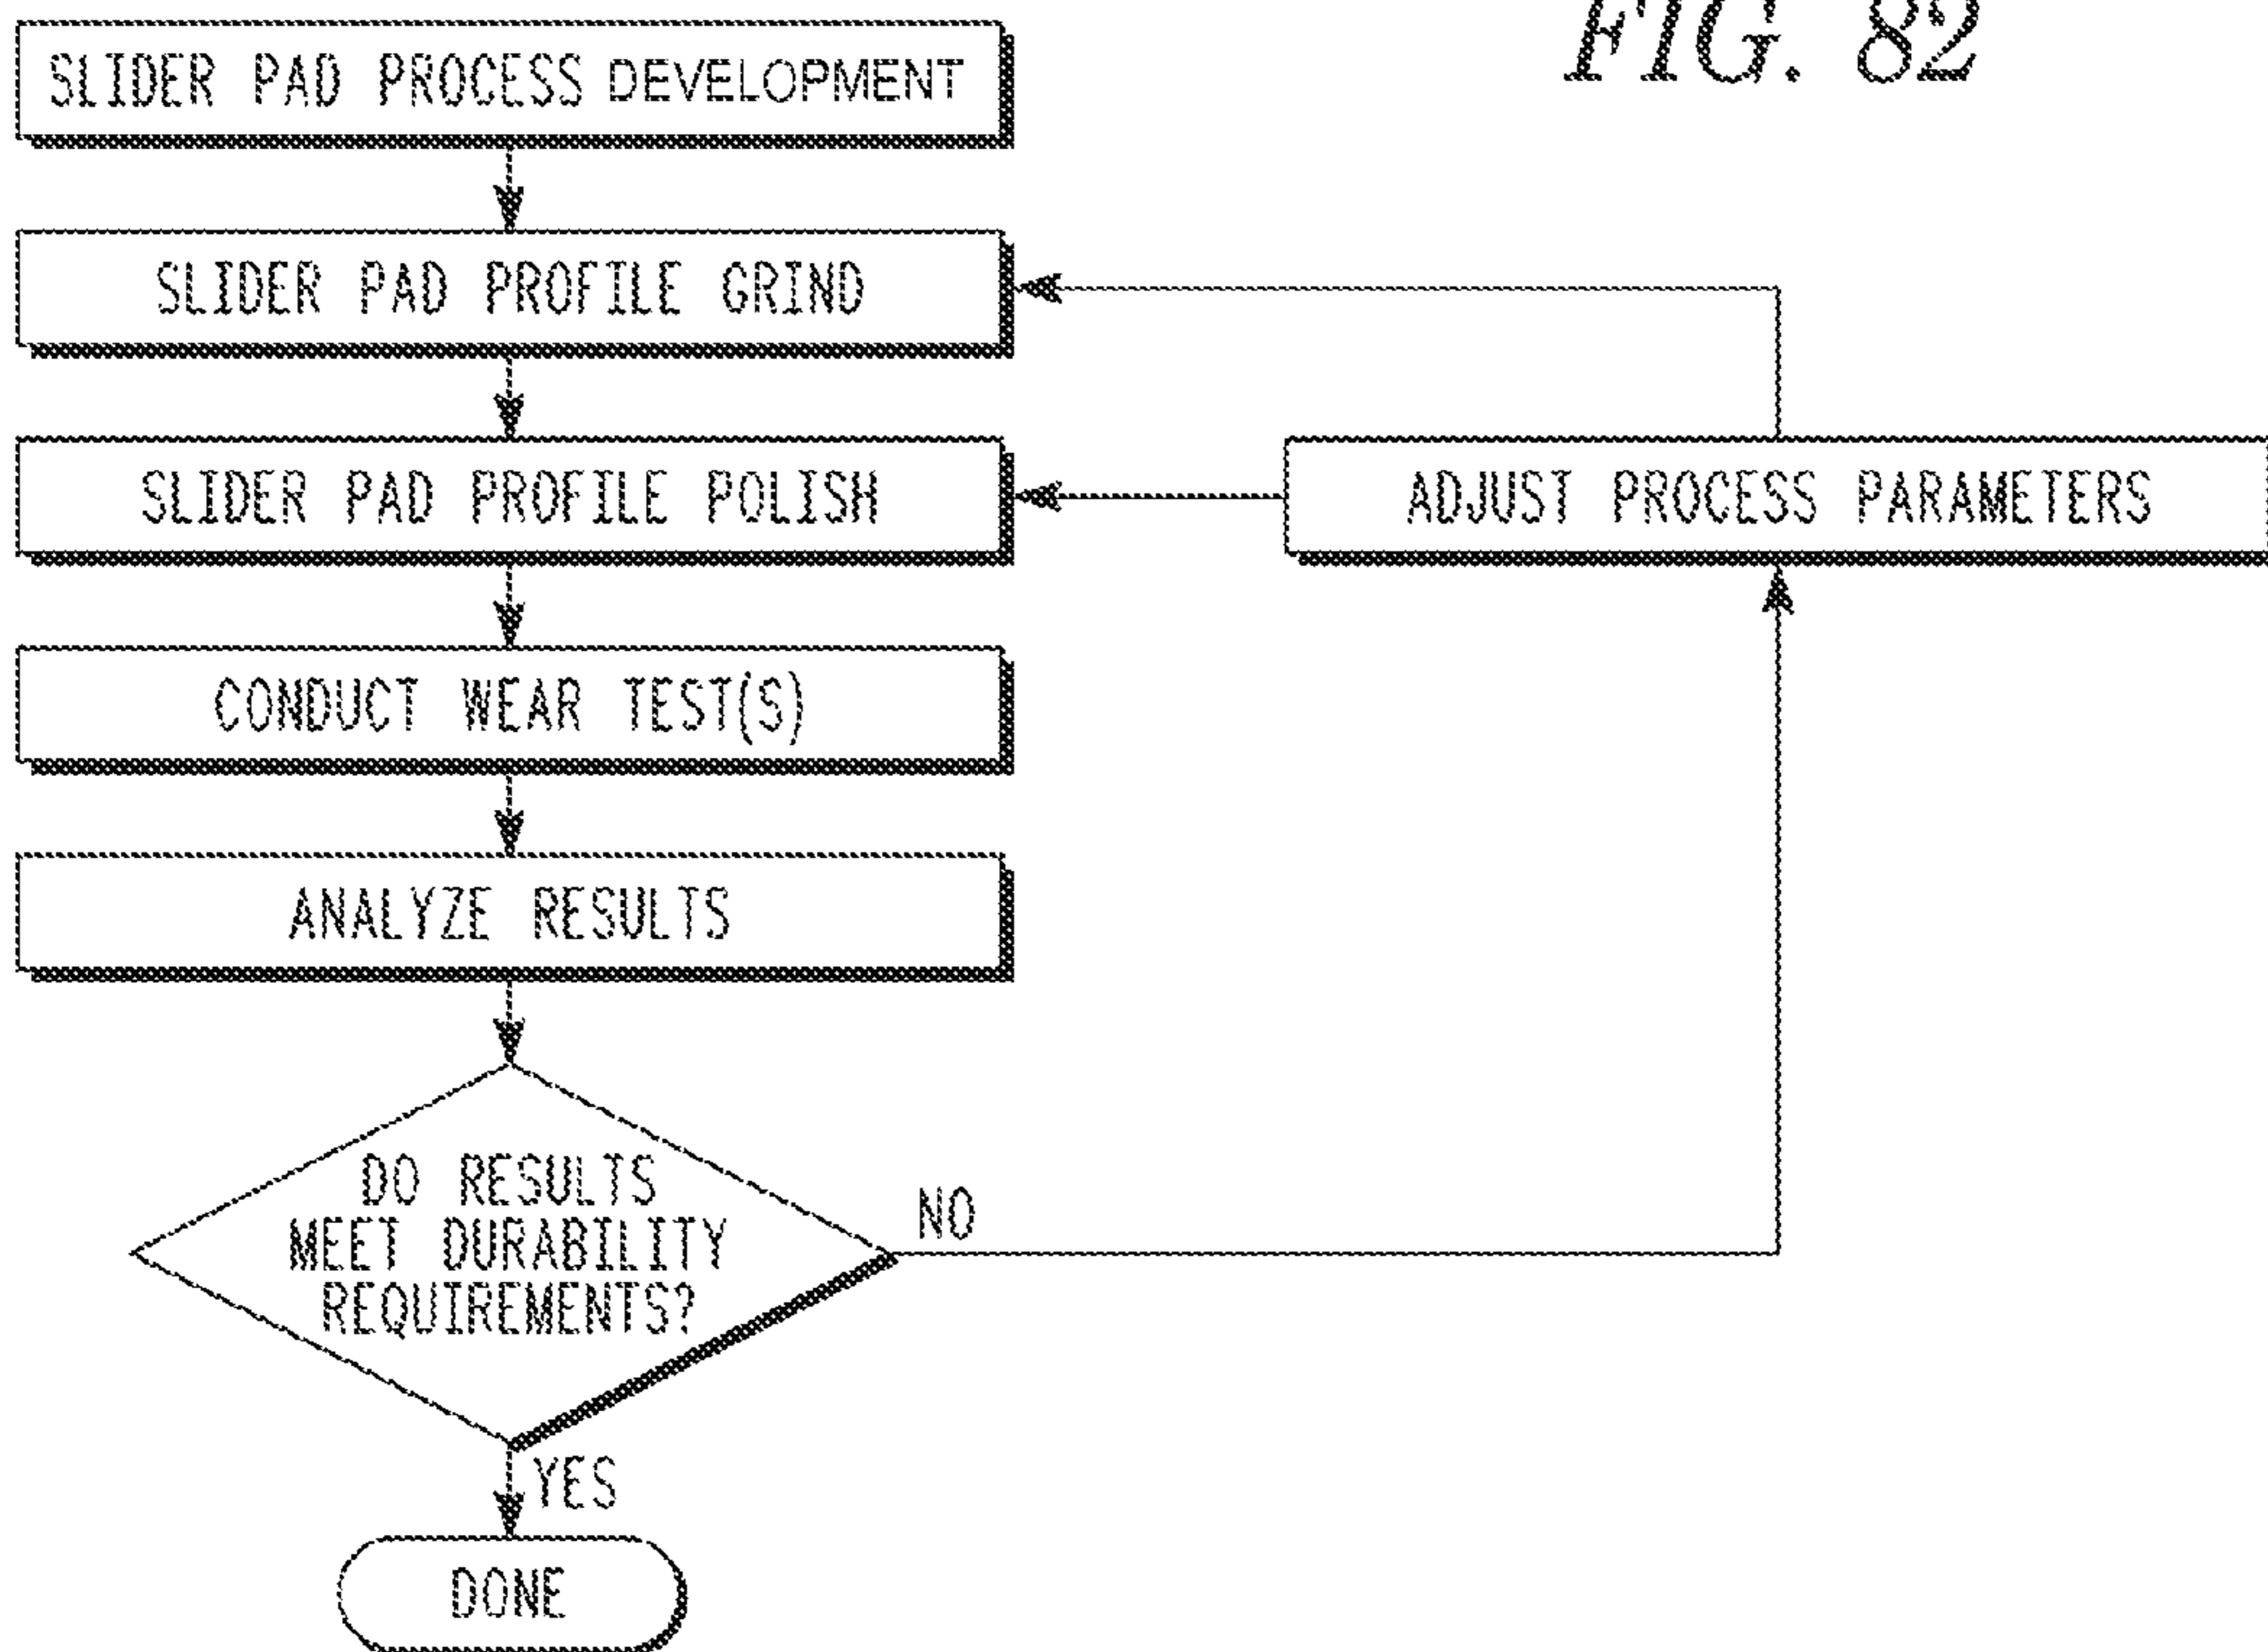 FIG. 82
SLIDER PAD PROCESS DEVELOPMENT
SLIDER PAD PROFILE GRIND
SLIDER PAD PROFILE POLISH
ADJUST PROCESS PARAMETERS
CONDUCT WEAR TEST(S)
ANALYZE RESULTS
DO RESULTS
MEET DURABILITY
REQUIREMENTS?
NO
YES
DONE